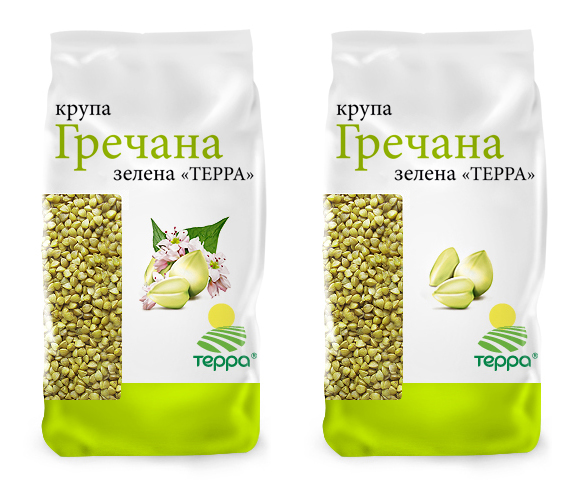 крупа
Гречана
зелена «ТЕРРА»
терра®
крупа
Гречана
зелена «ТЕРРА»
терра®